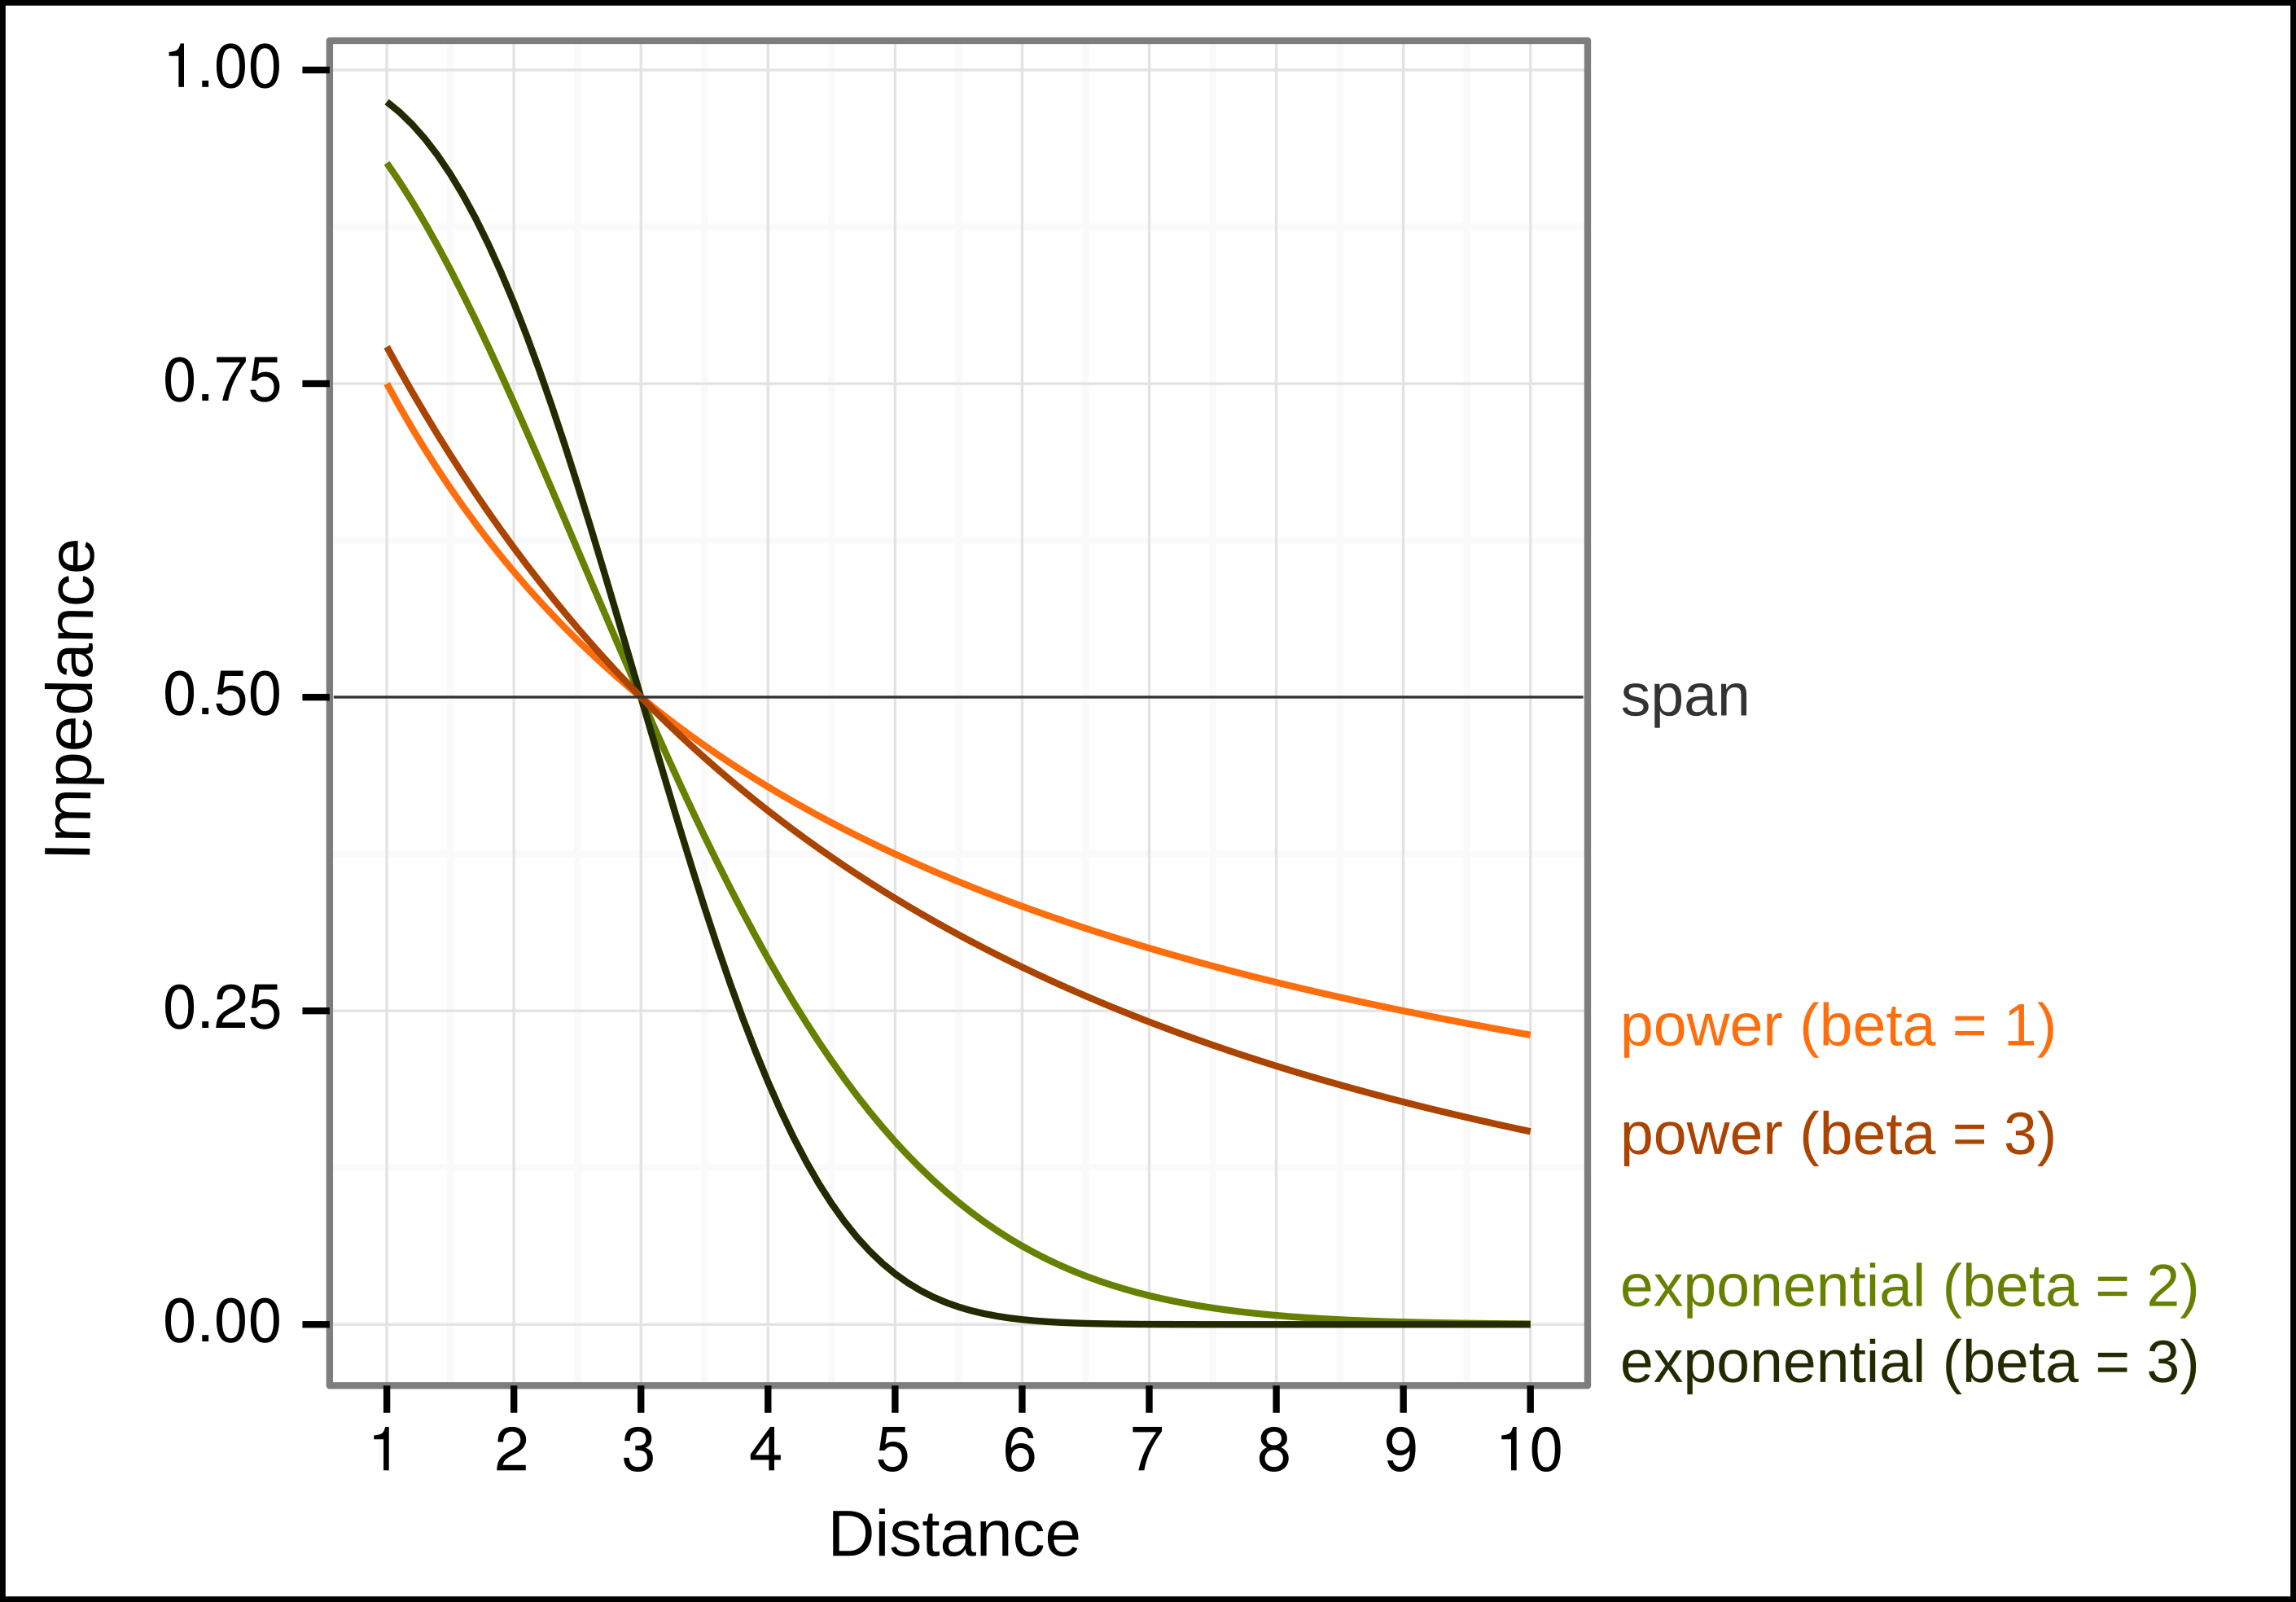 1.00
0.75
0.50
0.25
0.00
Impedance
1 2 3 4 5 6 7 8 9 10
Distance
span
power (beta = 1)
power (beta = 3)
exponential (beta = 2)
exponential (beta = 3)